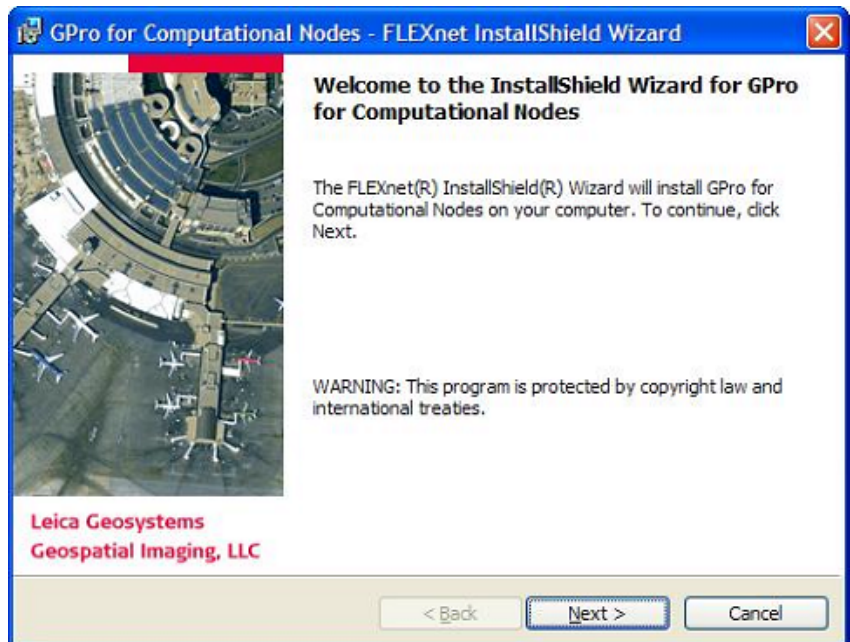 GPro for Computational Nodes - FLEXnet InstallShield Wizard
Welcome to the InstallShield Wizard for GPro
for Computational Nodes
The FLEXnet(R) InstallShield(R) Wizard will install GPro for
Computational Nodes on your computer. To continue, click
Next.
WARNING: This program is protected by copyright law and
international treaties.
Leica Geosystems
Geospatial Imaging, LLC
< Back
Next >
Cancel